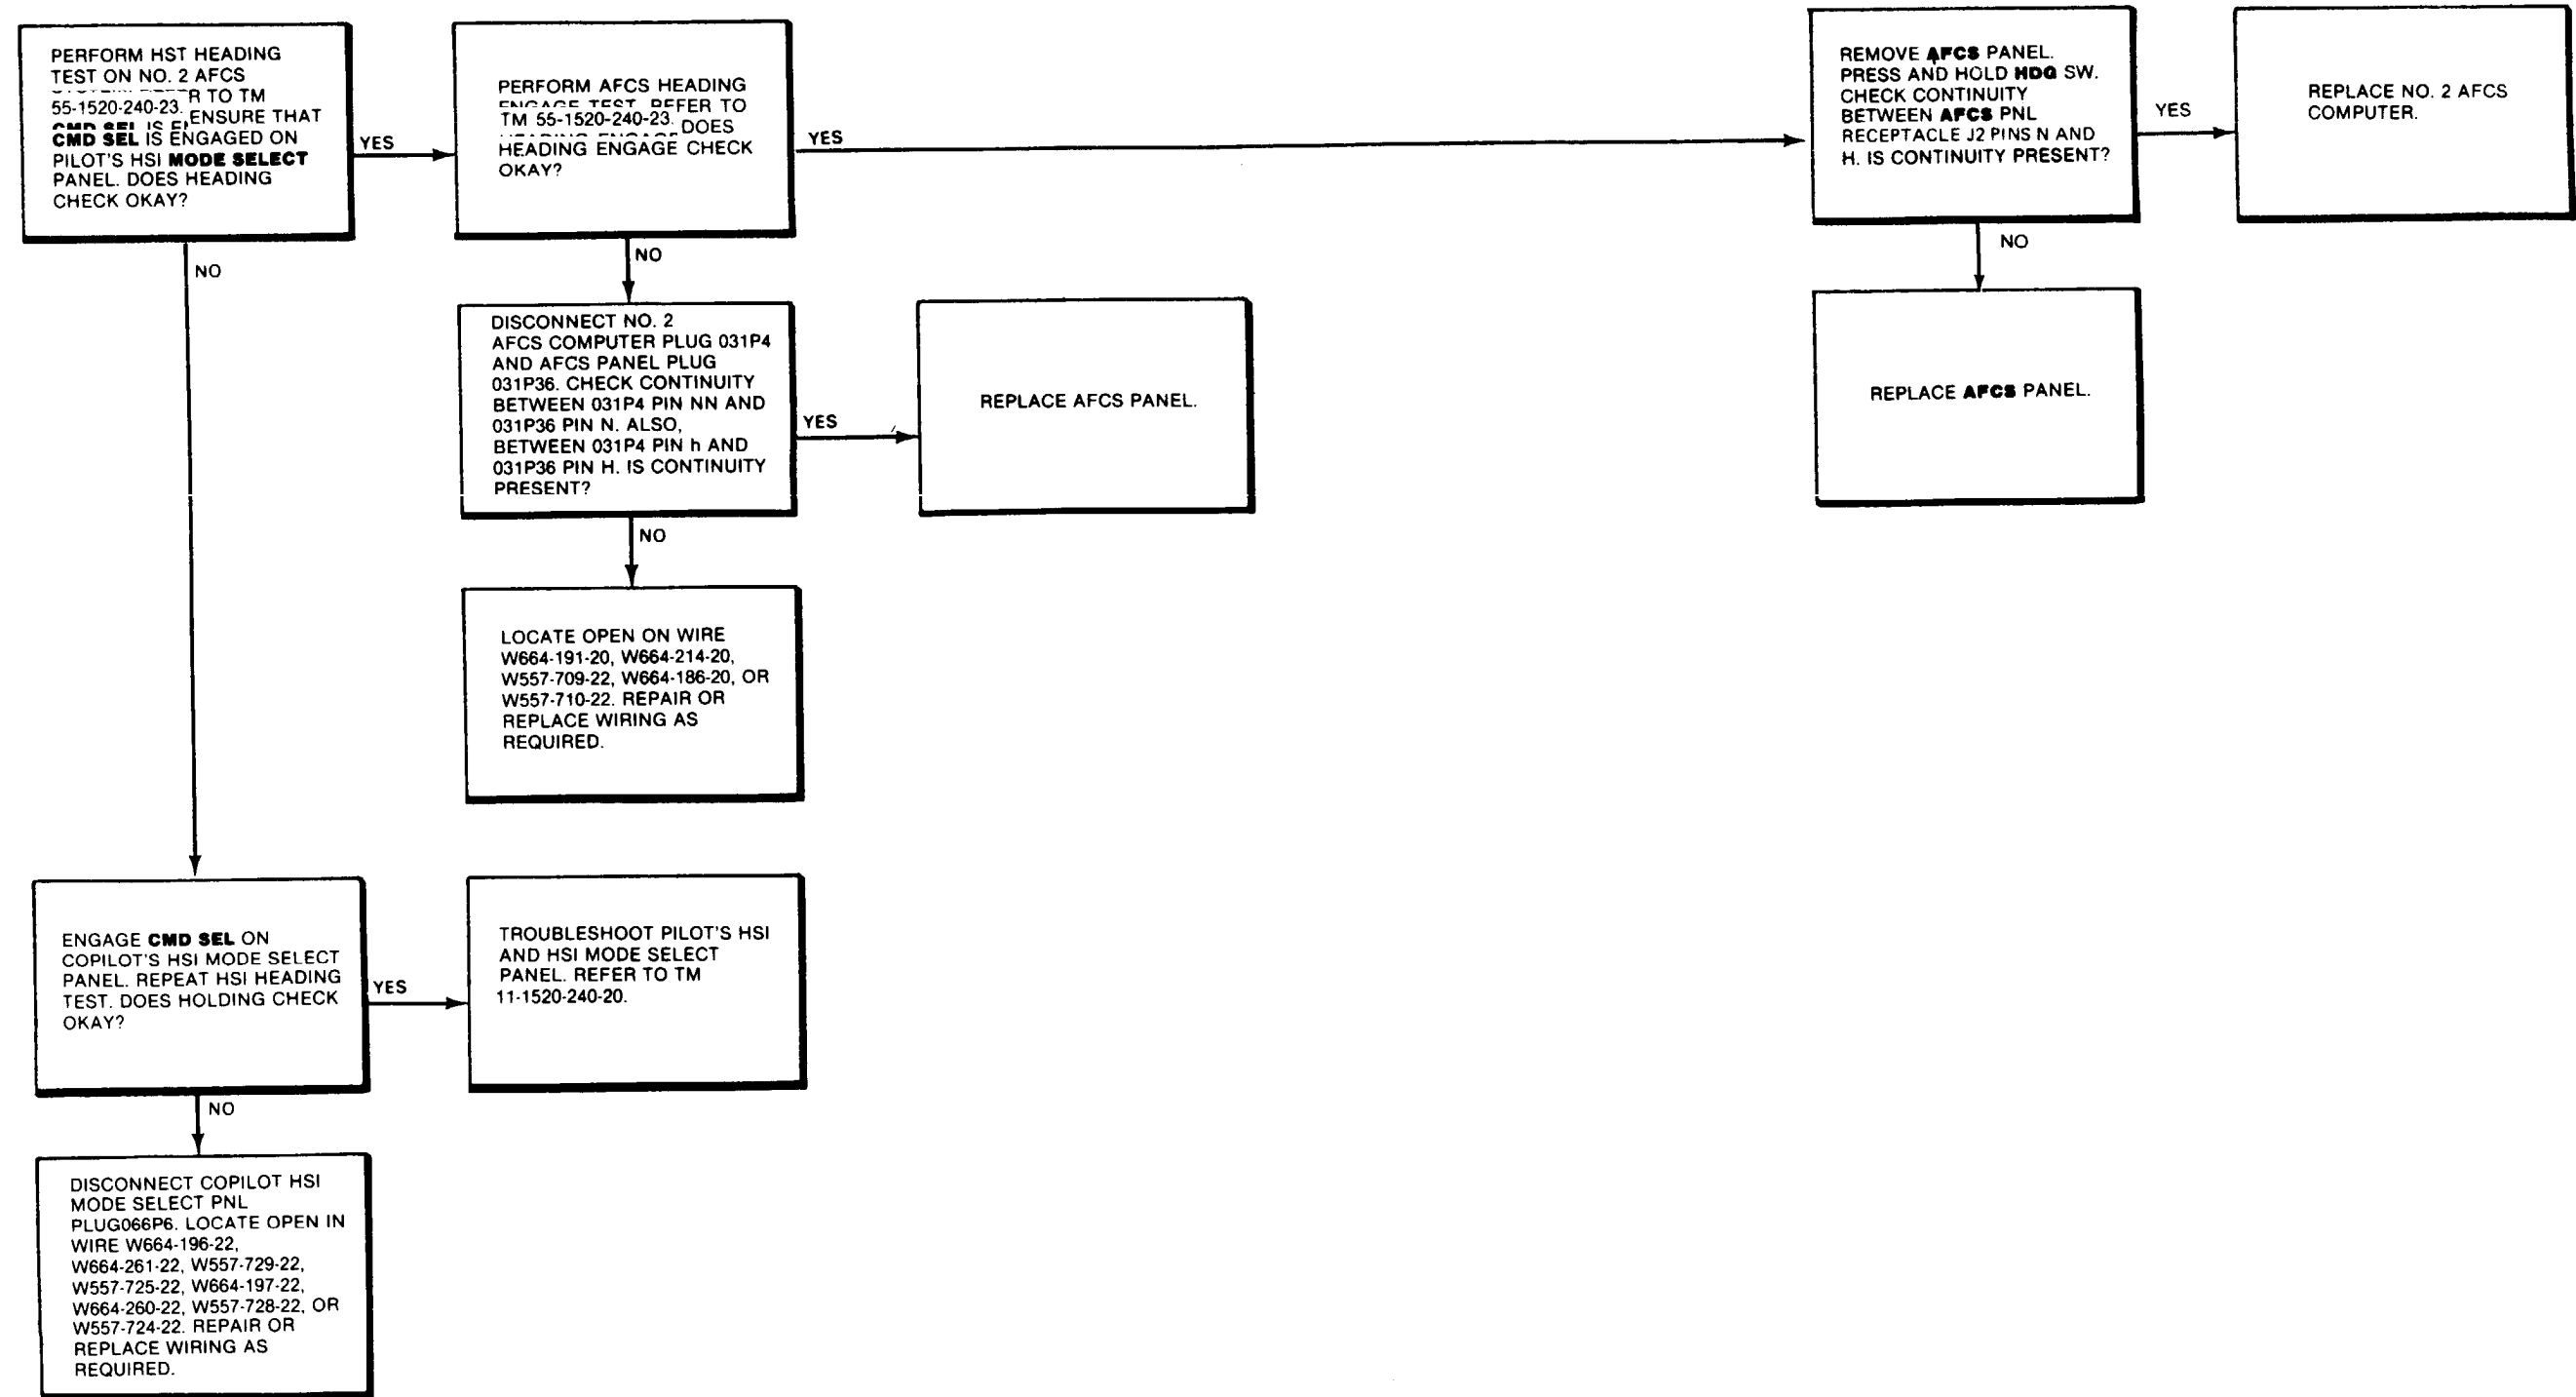 PERFORM HST HEADING
TEST ON NO. 2 AFCS
R TO TM
55-1520-240-23. ENSURE THAT
CMD SEL IS
CMD SEL IS ENGAGED ON
PILOT'S HSI MODE SELECT
PANEL. DOES HEADING
CHECK OKAY?
YES
NO
PERFORM AFCS HEADING
ENGAGE TEST. REFER TO
TM 55-1520-240-23. DOES
HEADING ENGAGE
HEADING ENGAGE CHECK
OKAY?
YES
NO
REMOVE AFCS PANEL.
PRESS AND HOLD HDG SW.
CHECK CONTINUITY
BETWEEN AFCS PNL
RECEPTACLE J2 PINS N AND
H. IS CONTINUITY PRESENT?
YES
NO
REPLACE NO. 2 AFCS
COMPUTER.
DISCONNECT NO. 2
AFCS COMPUTER PLUG 031P4
AND AFCS PANEL PLUG
031P36. CHECK CONTINUITY
BETWEEN 031P4 PIN NN AND
031P36 PIN N. ALSO,
BETWEEN 031P4 PIN h AND
031P36 PIN H. IS CONTINUITY
PRESENT?
YES
NO
REPLACE AFCS PANEL.
REPLACE AFCS PANEL.
LOCATE OPEN ON WIRE
W664-191-20, W664-214-20,
W557-709-22, W664-186-20, OR
W557-710-22. REPAIR OR
REPLACE WIRING AS
REQUIRED.
ENGAGE CMD SEL ON
COPILOT'S HSI MODE SELECT
PANEL. REPEAT HSI HEADING
TEST. DOES HOLDING CHECK
OKAY?
YES
NO
TROUBLESHOOT PILOT'S HSI
AND HSI MODE SELECT
PANEL. REFER TO TM
11-1520-240-20.
DISCONNECT COPILOT HSI
MODE SELECT PNL
PLUG066P6. LOCATE OPEN IN
WIRE W664-196-22,
W664-261-22, W557-729-22,
W557-725-22, W664-197-22,
W664-260-22, W557-728-22, OR
W557-724-22. REPAIR OR
REPLACE WIRING AS
REQUIRED.